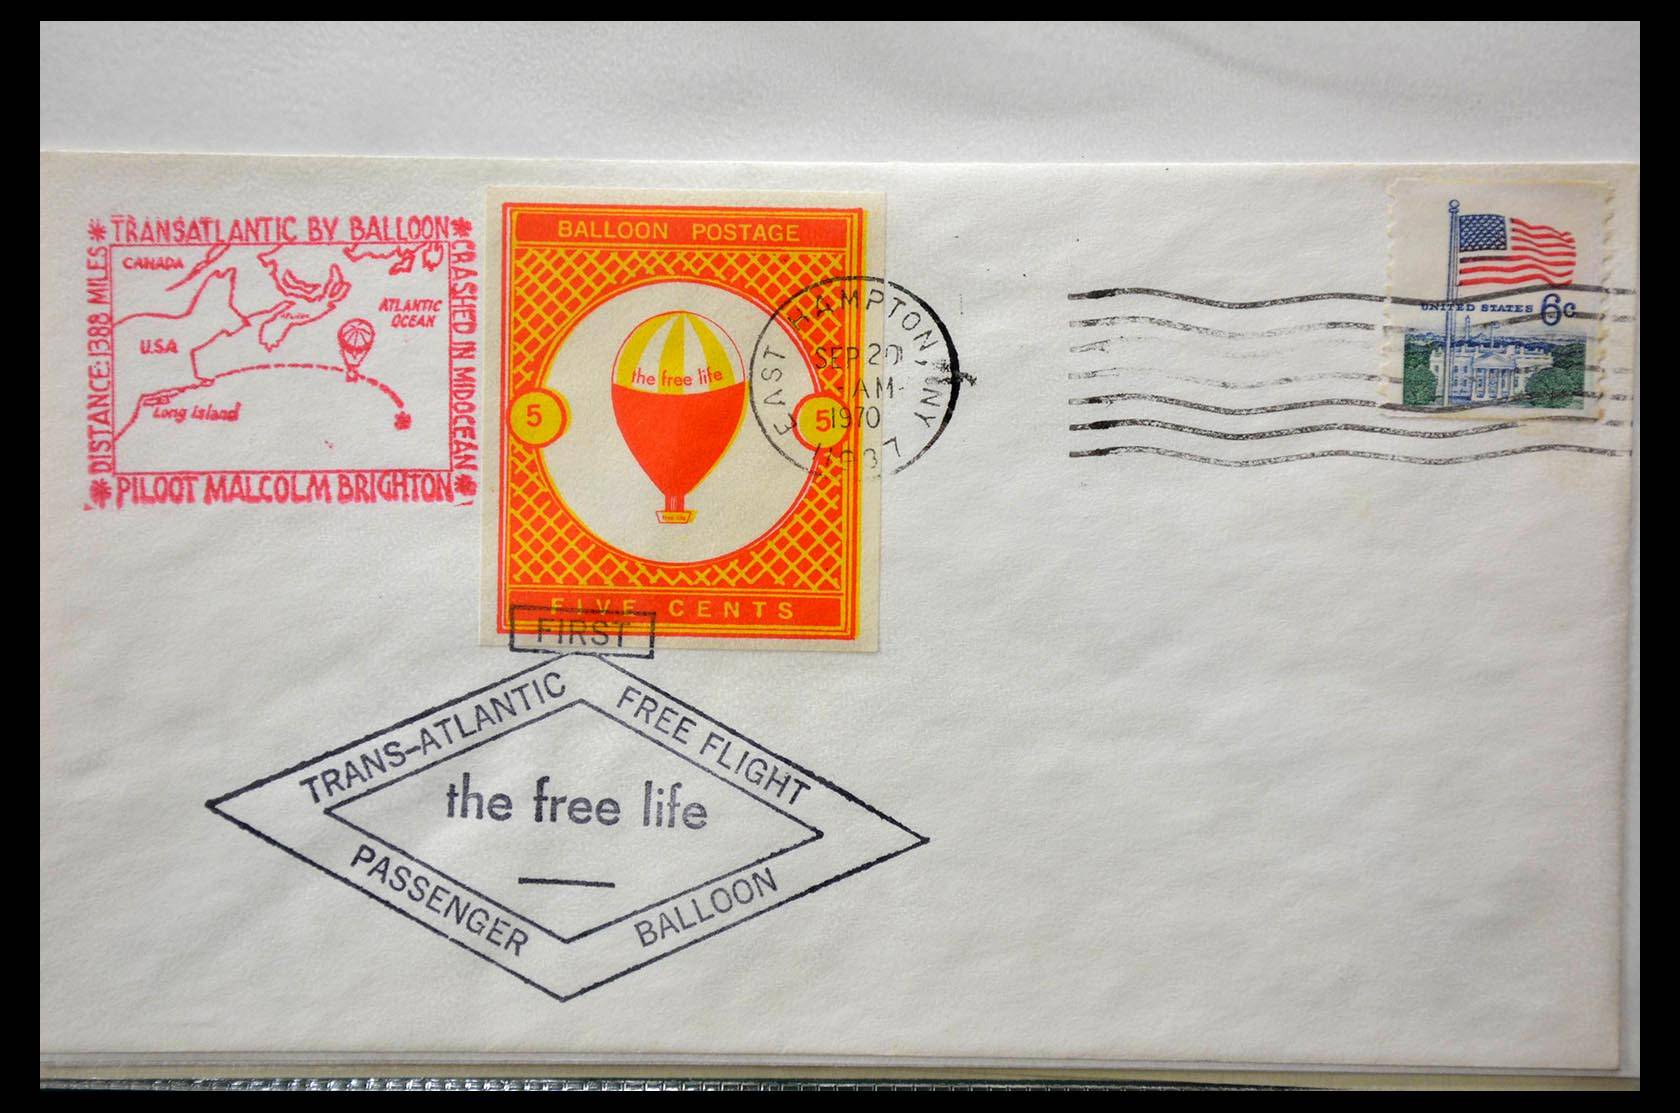 TRANSATLANTIC BY BALLOON
CANADA
ATLANTIC
OCEAN
U.S.A
Long Island
DISTANCE: 1388 MILES
CRASHED IN MIDOCEAN
PILOOT MALCOLM BRIGHTON
BALLOON POSTAGE
the free life
5
5
free life
FIVE CENTS
EAST HAMPTON, NY
SEP 20
-AM-
1970
UNITED STATES 6c
FIRST
TRANS-ATLANTIC
FREE FLIGHT
the free life
PASSENGER
BALLOON